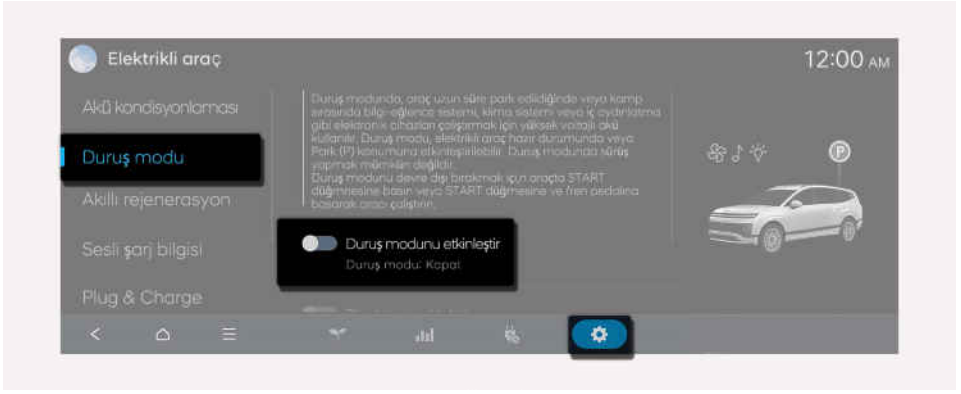 Elektrikli araç
12:00 AM
Akü kondisyonlaması
Duruş modu
Akıllı rejenerasyon
Sesli şarj bilgisi
Plug & Charge
Duruş modunda, araç uzun süre park edildiğinde veya kamp
sırasında bilgi-eğlence sistemi, klima sistemi veya iç aydınlatma
gibi elektronik cihazları çalıştırmak için yüksek voltajlı akü
kullanılır. Duruş modu, elektrikli araç hazır durumunda veya
Park (P) konumunda etkinleştirilebilir. Duruş modunda sürüş
yapmak mümkün değildir.
Duruş modunu devre dışı bırakmak için araçta START
düğmesine basın veya START düğmesine ve fren pedalına
basarak aracı çalıştırın.
Duruş modunu etkinleştir
Duruş modu: Kapat
P